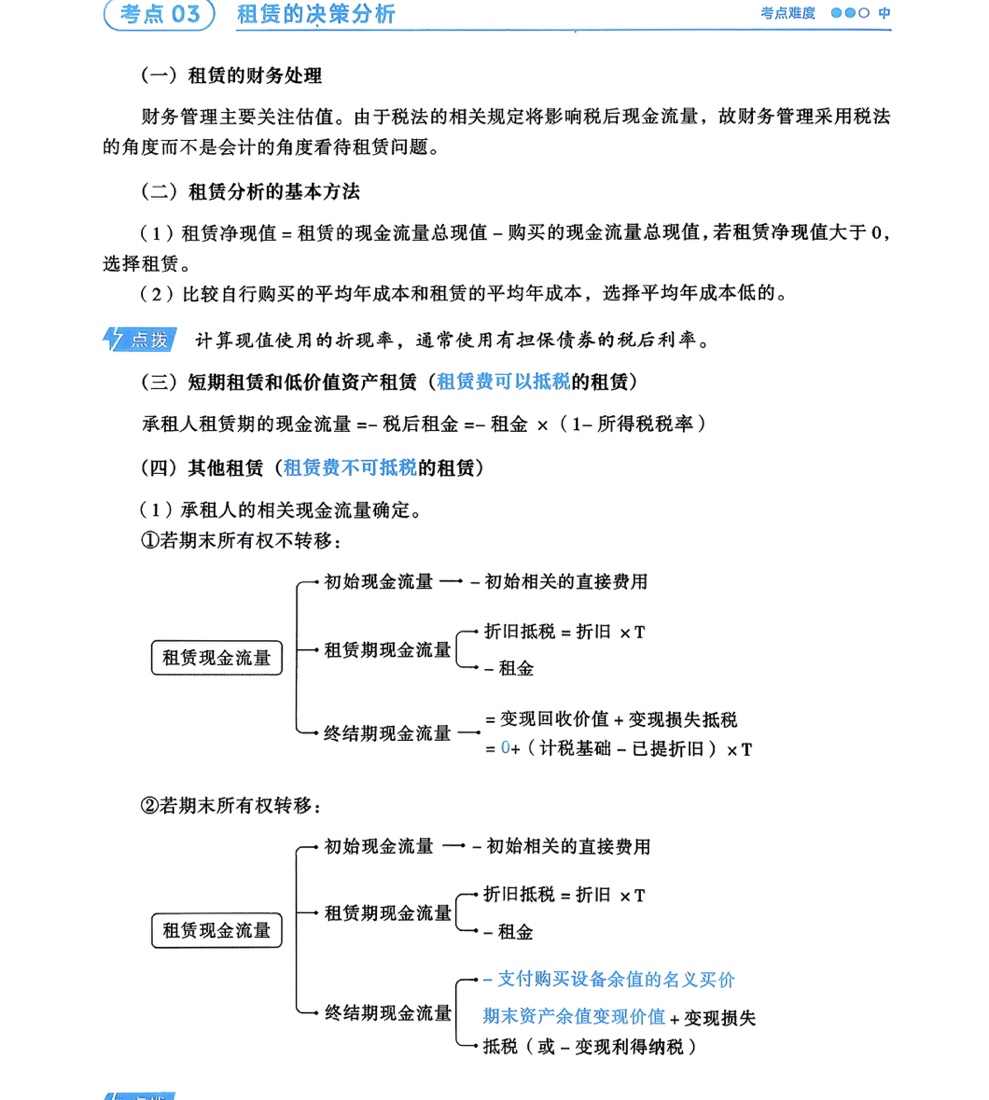 考点 03 租赁的决策分析 考点难度 中
（一）租赁的财务处理
财务管理主要关注估值。由于税法的相关规定将影响税后现金流量，故财务管理采用税法
的角度而不是会计的角度看待租赁问题。
（二）租赁分析的基本方法
（1）租赁净现值 = 租赁的现金流量总现值 – 购买的现金流量总现值，若租赁净现值大于 0，
选择租赁。
（2）比较自行购买的平均年成本和租赁的平均年成本，选择平均年成本低的。
点拨 计算现值使用的折现率，通常使用有担保债券的税后利率。
（三）短期租赁和低价值资产租赁（租赁费可以抵税的租赁）
承租人租赁期的现金流量 =– 税后租金 =– 租金 ×（1– 所得税税率）
（四）其他租赁（租赁费不可抵税的租赁）
（1）承租人的相关现金流量确定。
①若期末所有权不转移：
初始现金流量 – 初始相关的直接费用
折旧抵税 = 折旧 ×T
租赁现金流量 租赁期现金流量
– 租金
= 变现回收价值 + 变现损失抵税
终结期现金流量
= 0+（计税基础 – 已提折旧）×T
②若期末所有权转移：
初始现金流量 – 初始相关的直接费用
折旧抵税 = 折旧 ×T
租赁现金流量 租赁期现金流量
– 租金
– 支付购买设备余值的名义买价
终结期现金流量 期末资产余值变现价值 + 变现损失
抵税（或 – 变现利得纳税）